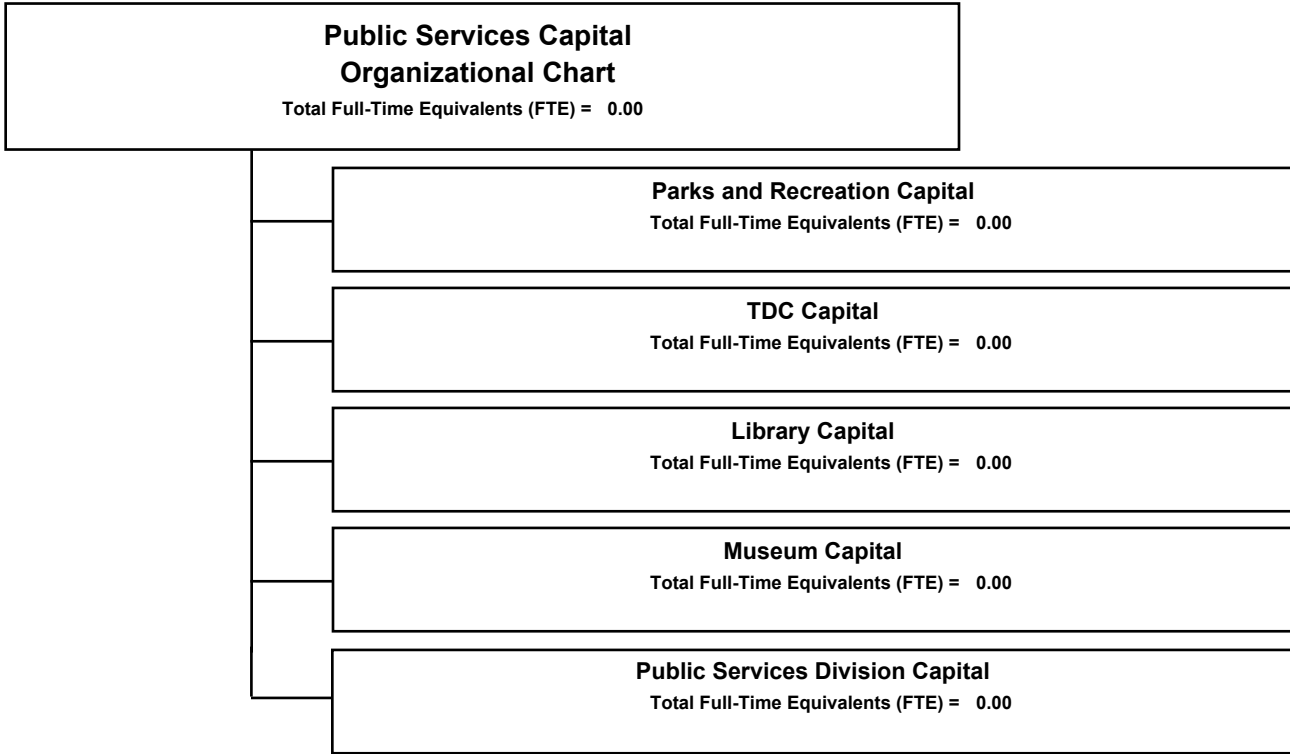 Public Services Capital
Organizational Chart
Total Full-Time Equivalents (FTE) = 0.00
Parks and Recreation Capital
Total Full-Time Equivalents (FTE) = 0.00
TDC Capital
Total Full-Time Equivalents (FTE) = 0.00
Library Capital
Total Full-Time Equivalents (FTE) = 0.00
Museum Capital
Total Full-Time Equivalents (FTE) = 0.00
Public Services Division Capital
Total Full-Time Equivalents (FTE) = 0.00